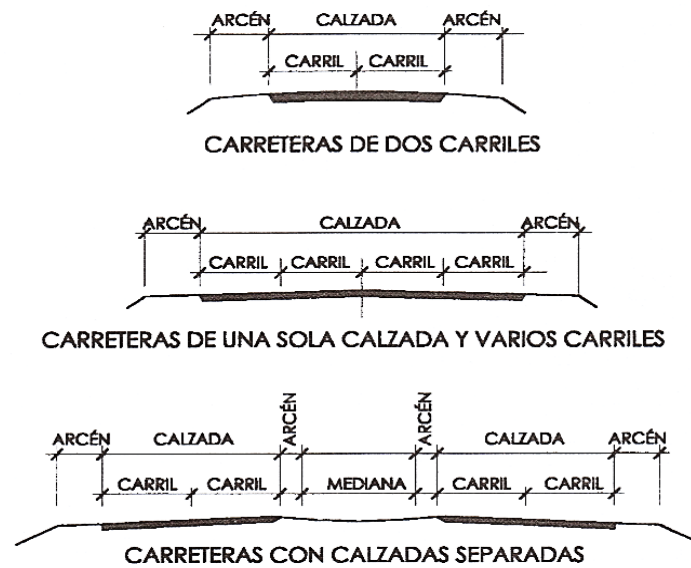 ARCÉN CALZADA ARCÉN
CARRIL CARRIL
CARRETERAS DE DOS CARRILES
ARCÉN CALZADA ARCÉN
CARRIL CARRIL CARRIL CARRIL
CARRETERAS DE UNA SOLA CALZADA Y VARIOS CARRILES
ARCÉN CALZADA ARCÉN ARCÉN CALZADA ARCÉN
CARRIL CARRIL MEDIANA CARRIL CARRIL
CARRETERAS CON CALZADAS SEPARADAS